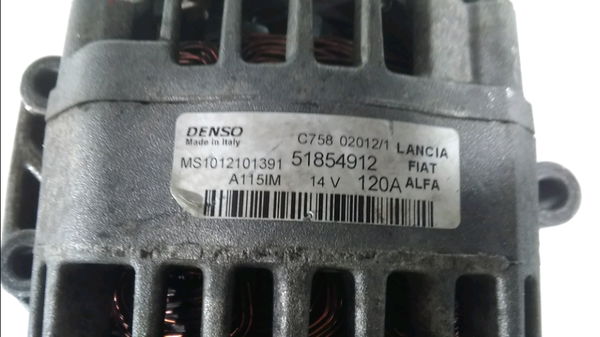 DENSO C758 02012/1 LANCIA
Made in Italy
MS1012101391 51854912 FIAT
A115IM 14 V 120A ALFA